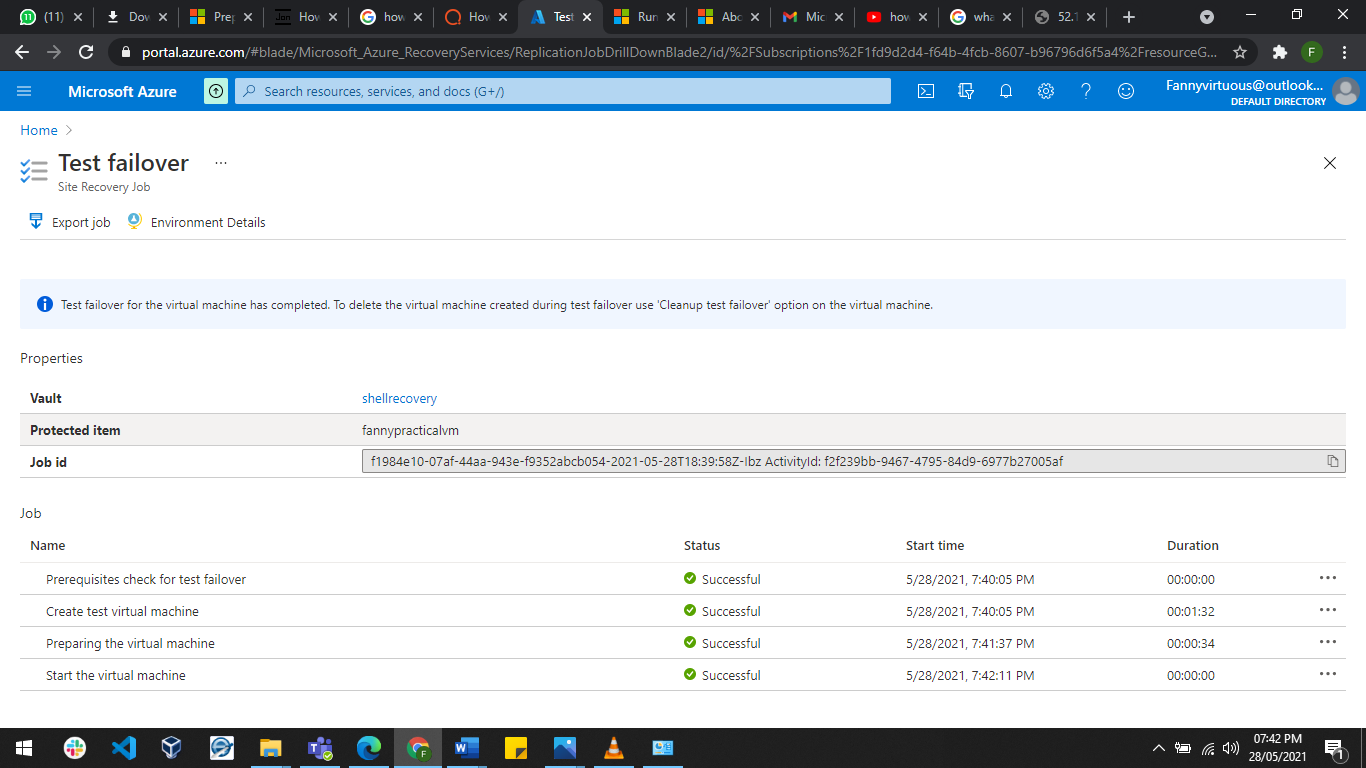 (11)
Dow
Prep
Jan
How
how
How
Test
Run
Abc
Mic
how
wha
52.1
portal.azure.com/#blade/Microsoft_Azure_RecoveryServices/ReplicationJobDrillDownBlade2/id/%2FSubscriptions%2F1fd9d2d4-f64b-4fcb-8607-b96796d6f5a4%2FresourceG...
F
Microsoft Azure
Search resources, services, and docs (G+/)
Fannyvirtuous@outlook...
DEFAULT DIRECTORY
Home
Test failover ...
Site Recovery Job
Export job Environment Details
Test failover for the virtual machine has completed. To delete the virtual machine created during test failover use 'Cleanup test failover' option on the virtual machine.
Properties
Vault shellrecovery
Protected item fannypracticalvm
Job id f1984e10-07af-44aa-943e-f9352abcb054-2021-05-28T18:39:58Z-Ibz ActivityId: f2f239bb-9467-4795-84d9-6977b27005af
Job
Name Status Start time Duration
Prerequisites check for test failover Successful 5/28/2021, 7:40:05 PM 00:00:00
Create test virtual machine Successful 5/28/2021, 7:40:05 PM 00:01:32
Preparing the virtual machine Successful 5/28/2021, 7:41:37 PM 00:00:34
Start the virtual machine Successful 5/28/2021, 7:42:11 PM 00:00:00
07:42 PM
28/05/2021
1